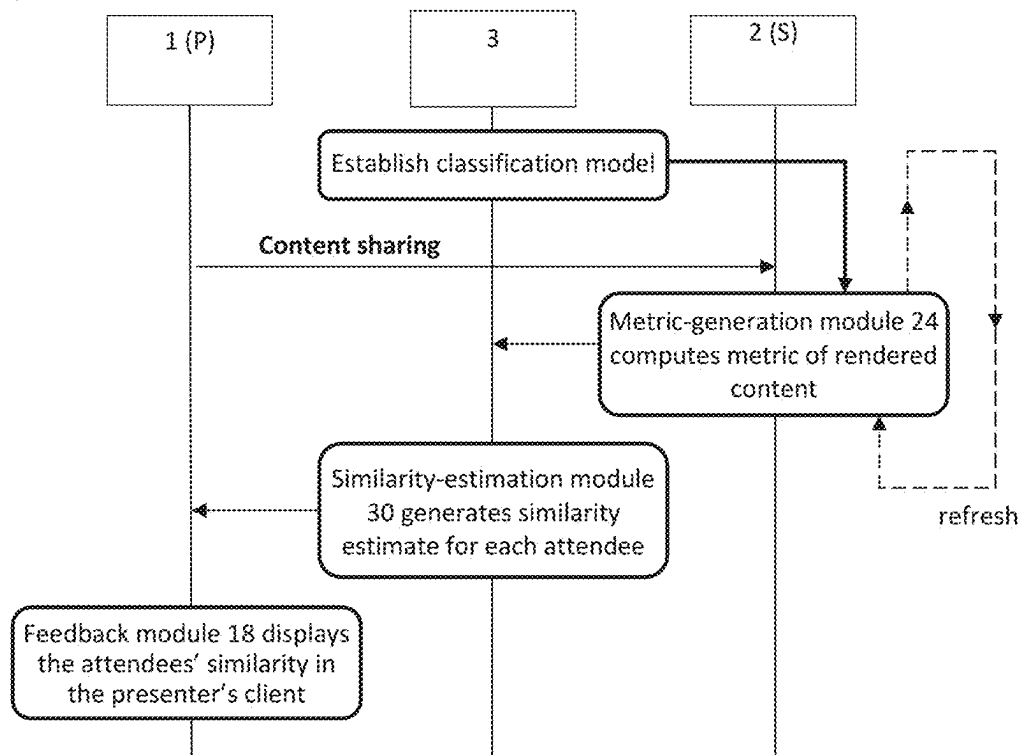 1 (P)
3
2 (S)
Establish classification model
Content sharing
Metric-generation module 24
computes metric of rendered
content
Similarity-estimation module
30 generates similarity
estimate for each attendee
refresh
Feedback module 18 displays
the attendees' similarity in
the presenter's client